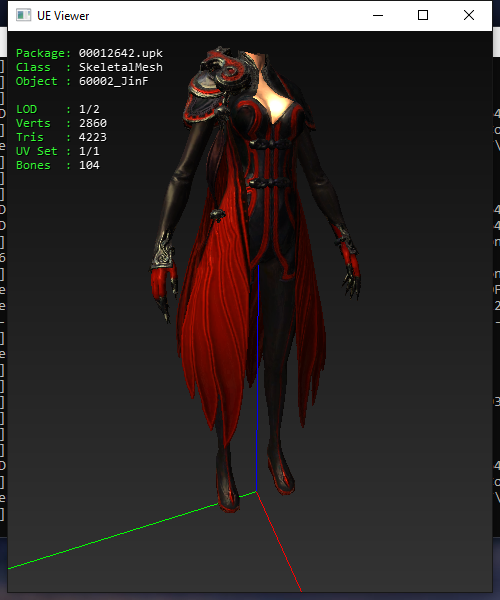 UE Viewer
Package: 00012642.upk
Class : SkeletalMesh
Object : 60002_JinF
LOD : 1/2
Verts : 2860
Tris : 4223
UV Set : 1/1
Bones : 104